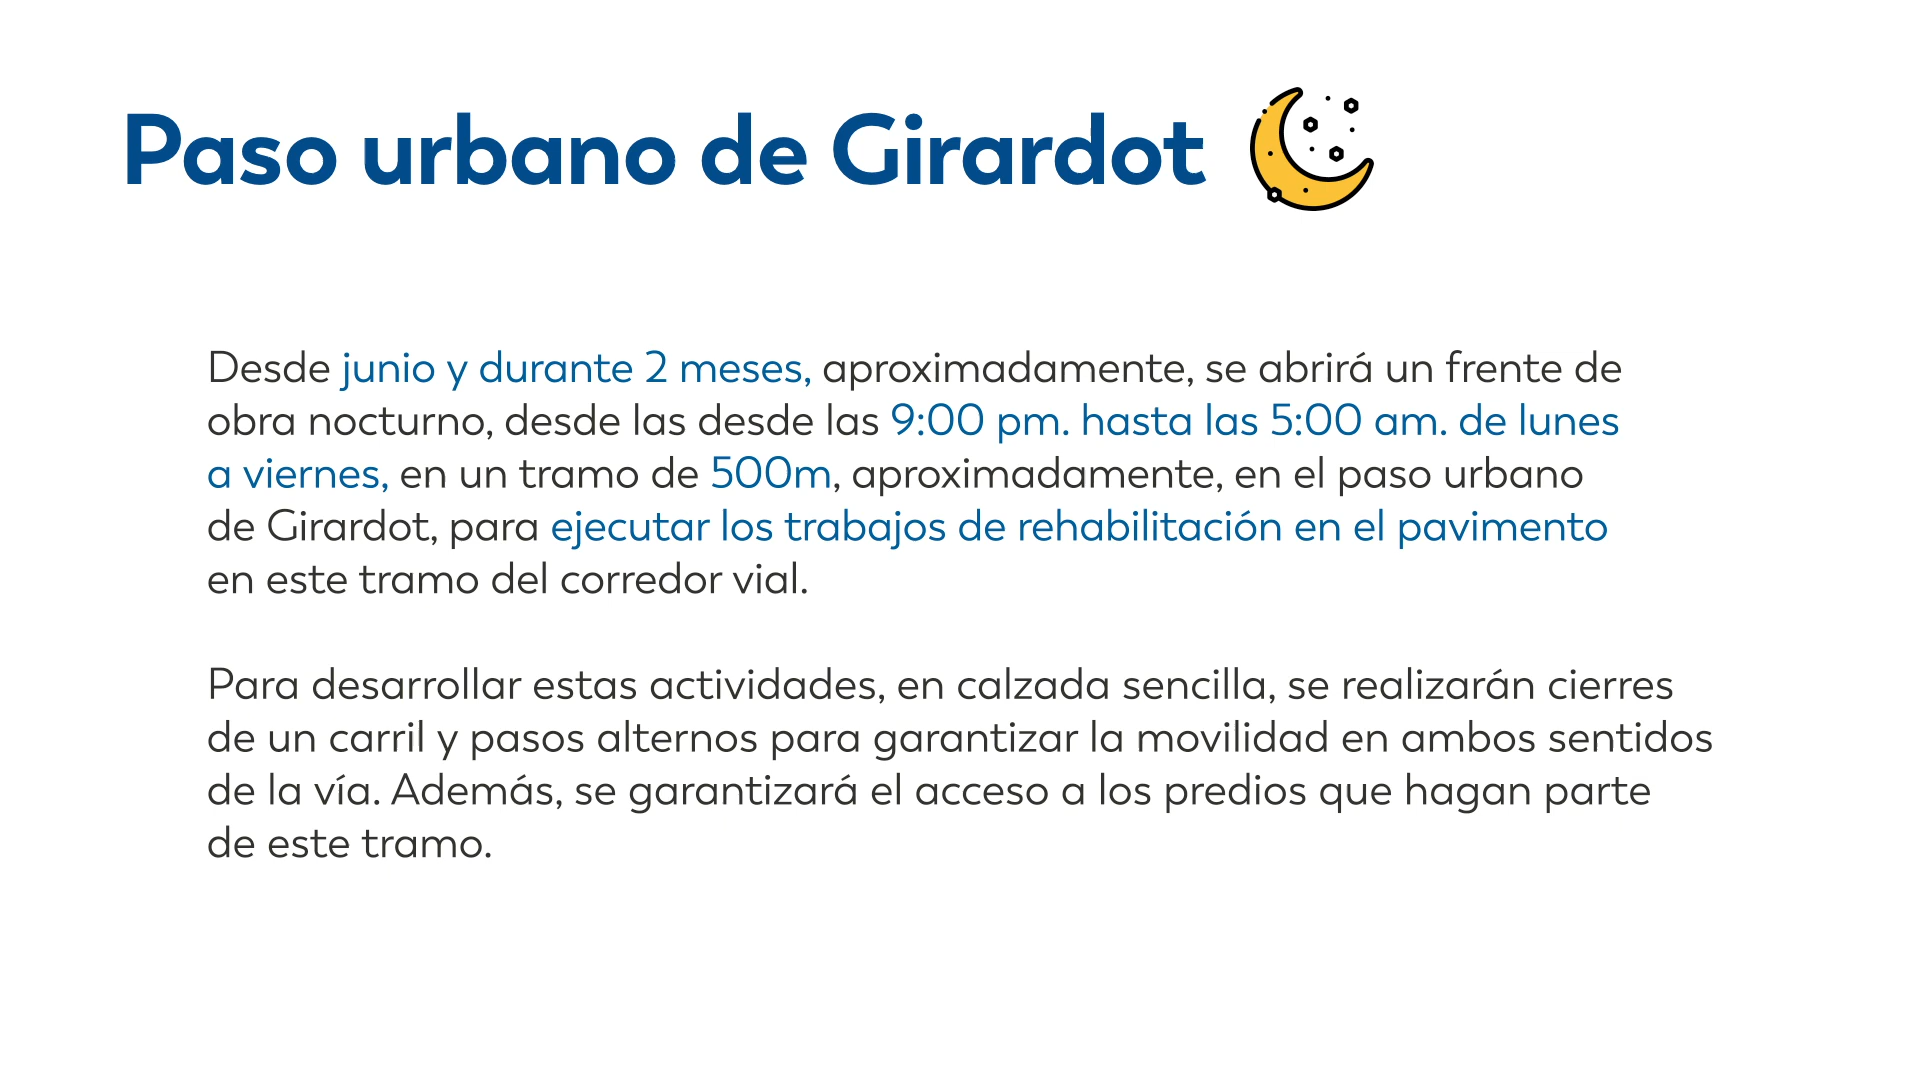 Paso urbano de Girardot
Desde junio y durante 2 meses, aproximadamente, se abrirá un frente de
obra nocturno, desde las desde las 9:00 pm. hasta las 5:00 am. de lunes
a viernes, en un tramo de 500m, aproximadamente, en el paso urbano
de Girardot, para ejecutar los trabajos de rehabilitación en el pavimento
en este tramo del corredor vial.
Para desarrollar estas actividades, en calzada sencilla, se realizarán cierres
de un carril y pasos alternos para garantizar la movilidad en ambos sentidos
de la vía. Además, se garantizará el acceso a los predios que hagan parte
de este tramo.